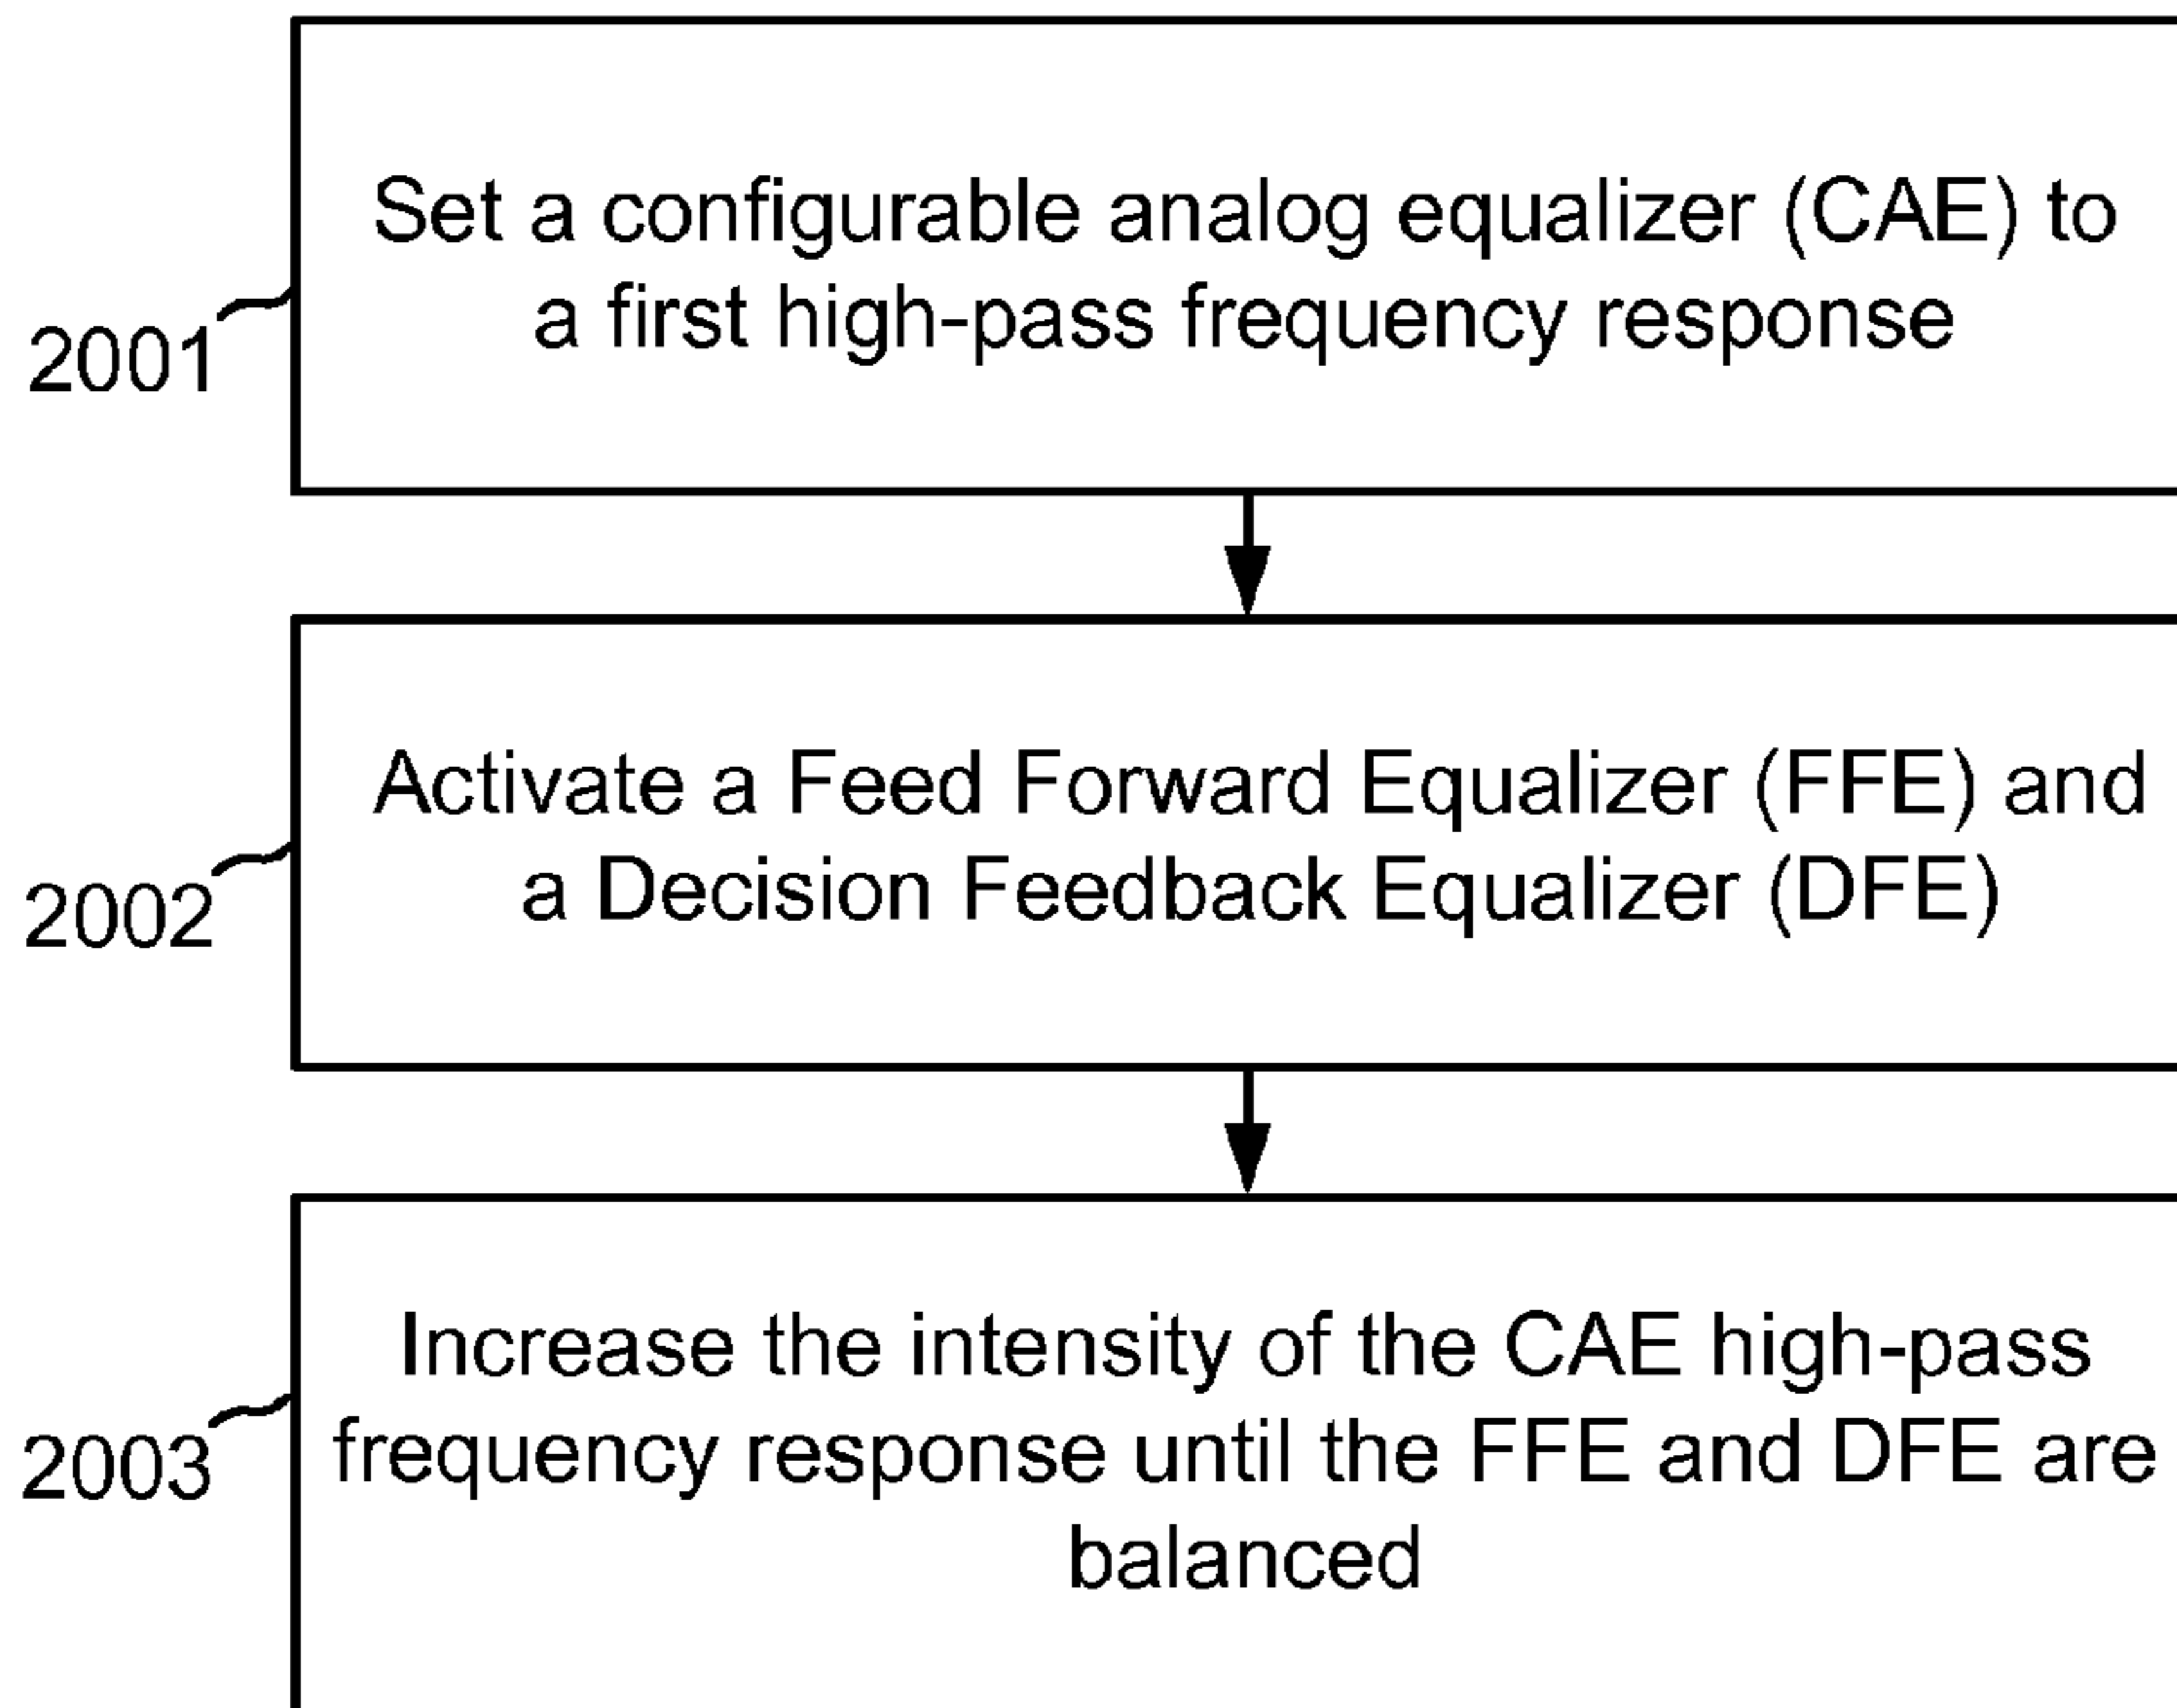 Set a configurable analog equalizer (CAE) to
a first high-pass frequency response
2001
Activate a Feed Forward Equalizer (FFE) and
a Decision Feedback Equalizer (DFE)
2002
Increase the intensity of the CAE high-pass
frequency response until the FFE and DFE are
balanced
2003